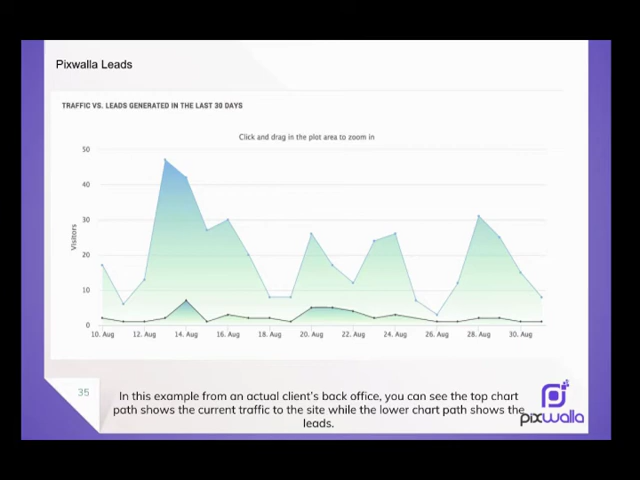 Pixwalla Leads
TRAFFIC VS. LEADS GENERATED IN THE LAST 30 DAYS
Click and drag in the plot area to zoom in
50
40
30
20
10
0
Visitors
10. Aug 12. Aug 14. Aug 16. Aug 18. Aug 20. Aug 22. Aug 24. Aug 26. Aug 28. Aug 30. Aug
35
In this example from an actual client's back office, you can see the top chart
path shows the current traffic to the site while the lower chart path shows the
leads.
pixwalla